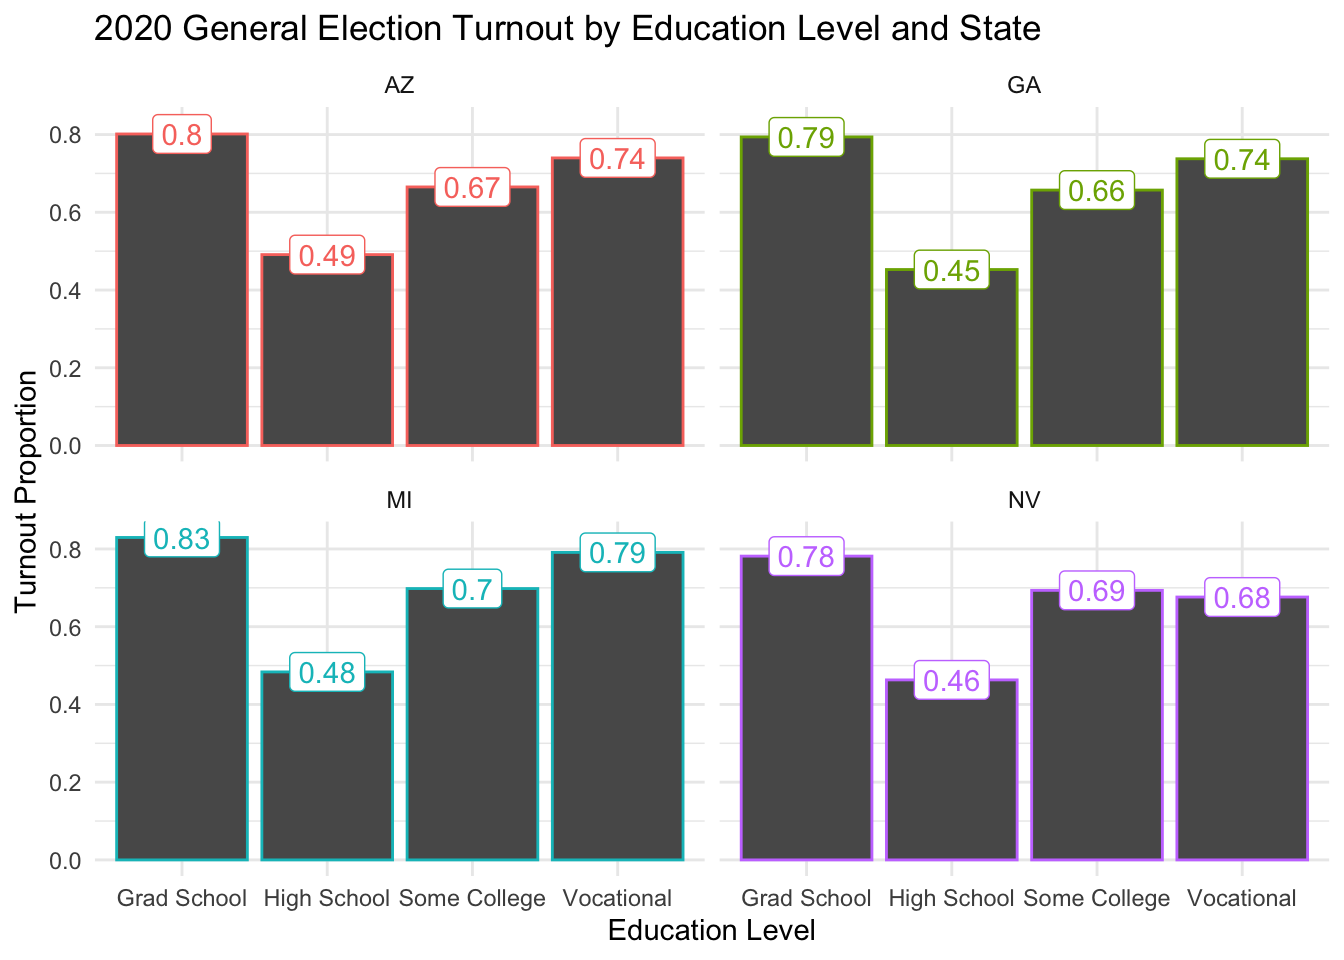 2020 General Election Turnout by Education Level and State
AZ
GA
0.8
0.6
0.4
0.2
0.0
0.8
0.49
0.67
0.74
0.79
0.45
0.66
0.74
Turnout Proportion
MI
NV
0.8
0.6
0.4
0.2
0.0
0.83
0.48
0.7
0.79
0.78
0.46
0.69
0.68
Grad School High School Some College Vocational
Grad School High School Some College Vocational
Education Level